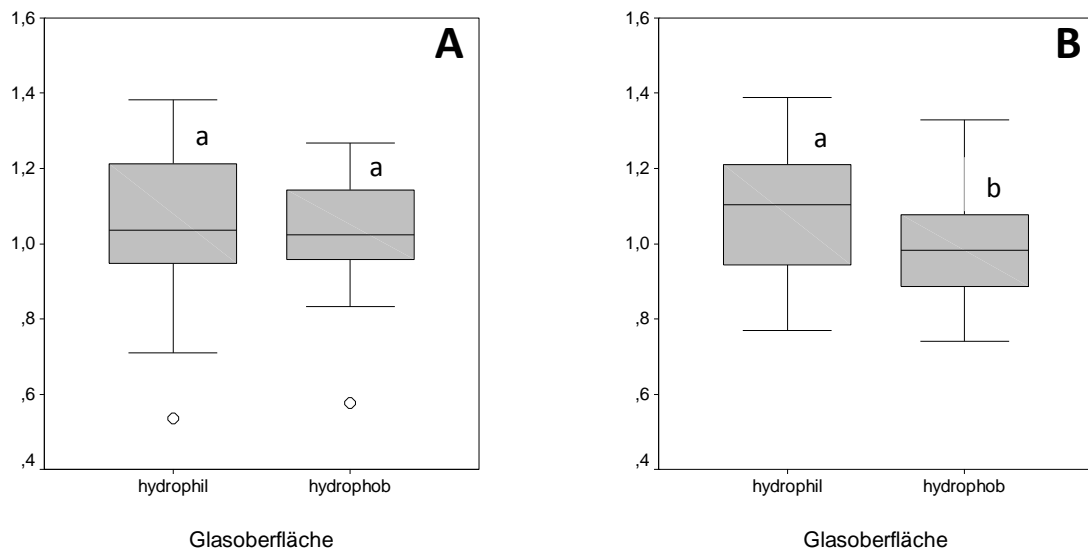 A
1,6
1,4
1,2
1,0
,8
,6
,4
a
a
hydrophil hydrophob
Glasoberfläche
B
1,6
1,4
1,2
1,0
,8
,6
,4
a
b
hydrophil hydrophob
Glasoberfläche